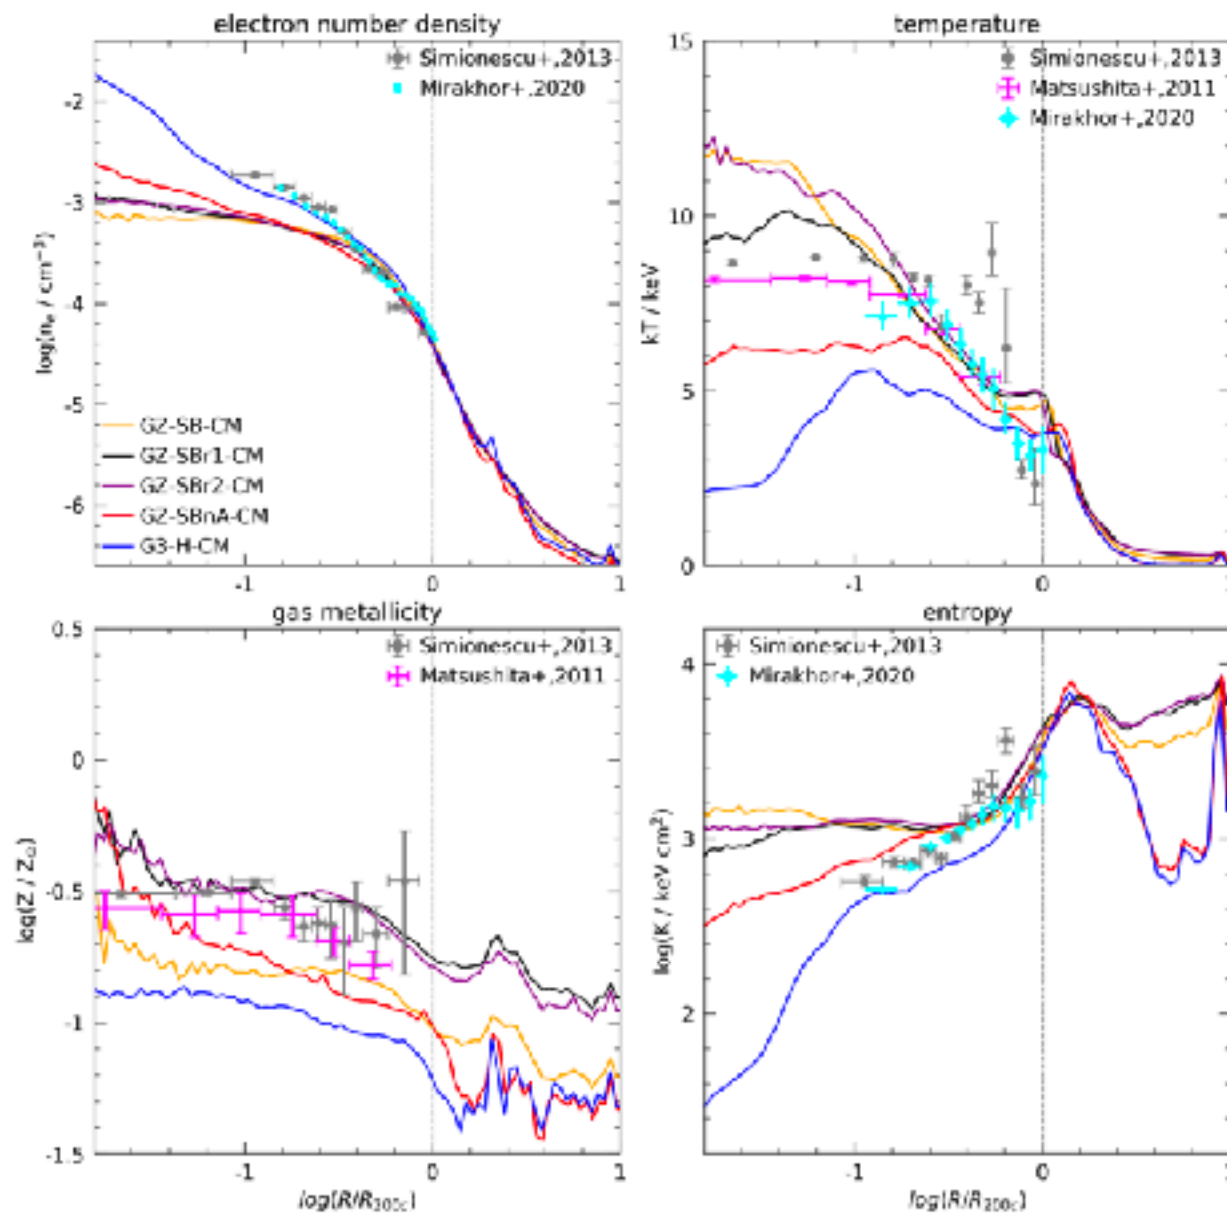 electron number density
Simionescu+,2013
Mirakhor+,2020
-2
-3
-4
-5
-6
log(nₑ / cm⁻³)
G2-SB-CM
G2-SBr1-CM
G2-SBr2-CM
G2-SBnA-CM
G3-H-CM
-1
0
1
temperature
Simionescu+,2013
Matsushita+,2011
Mirakhor+,2020
15
10
5
0
kT / keV
-1
0
1
gas metallicity
Simionescu+,2013
Matsushita+,2011
0.5
0
-0.5
-1
-1.5
log(Z / Z⊙)
-1
0
1
log(R/R₂₀₀c)
entropy
Simionescu+,2013
Mirakhor+,2020
4
3
2
log(K / keV cm²)
-1
0
1
log(R/R₂₀₀c)